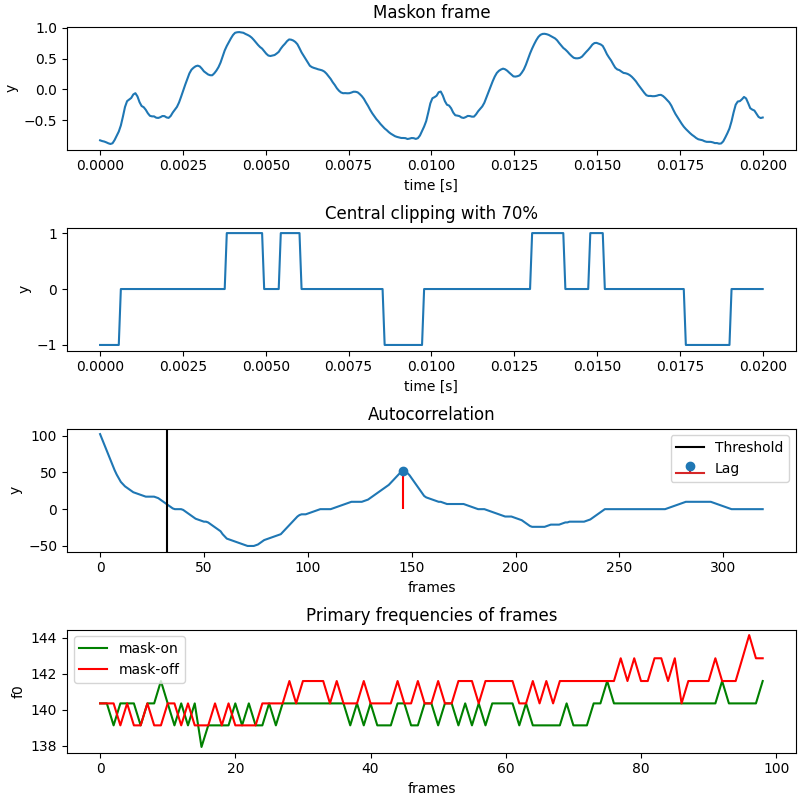 Maskon frame
1.0
0.5
0.0
−0.5
y
0.0000 0.0025 0.0050 0.0075 0.0100 0.0125 0.0150 0.0175 0.0200
time [s]
Central clipping with 70%
1
0
−1
y
0.0000 0.0025 0.0050 0.0075 0.0100 0.0125 0.0150 0.0175 0.0200
time [s]
Autocorrelation
100
50
0
−50
y
Threshold
Lag
0 50 100 150 200 250 300
frames
Primary frequencies of frames
144
142
140
138
f0
mask-on
mask-off
0 20 40 60 80 100
frames